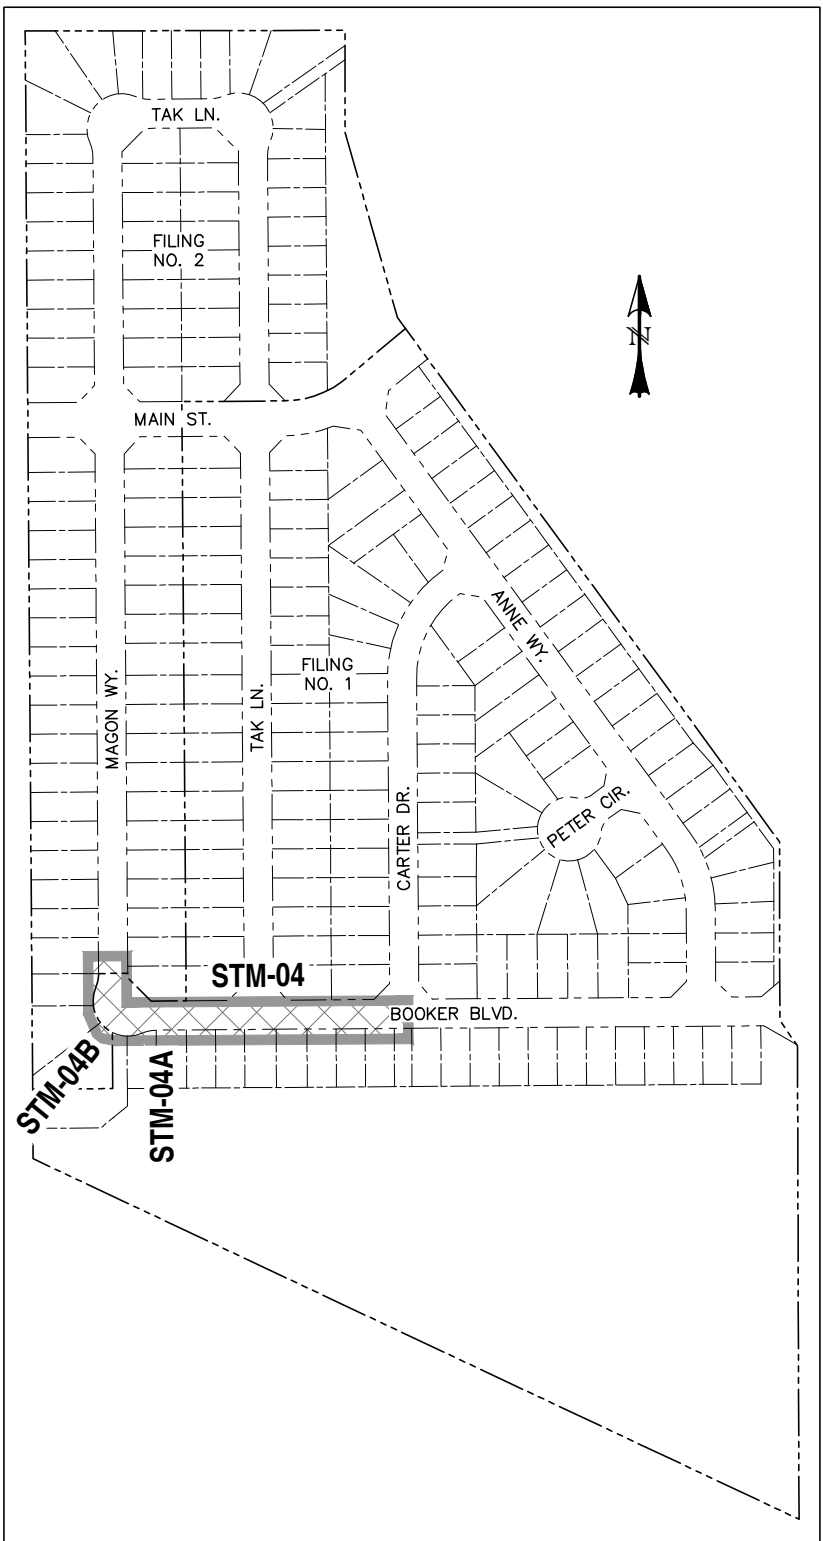 TAK LN.
FILING
NO. 2
N
MAIN ST.
ANNE WY.
FILING
NO. 1
MAGON WY.
TAK LN.
CARTER DR.
PETER CIR.
STM-04
BOOKER BLVD.
STM-04B
STM-04A